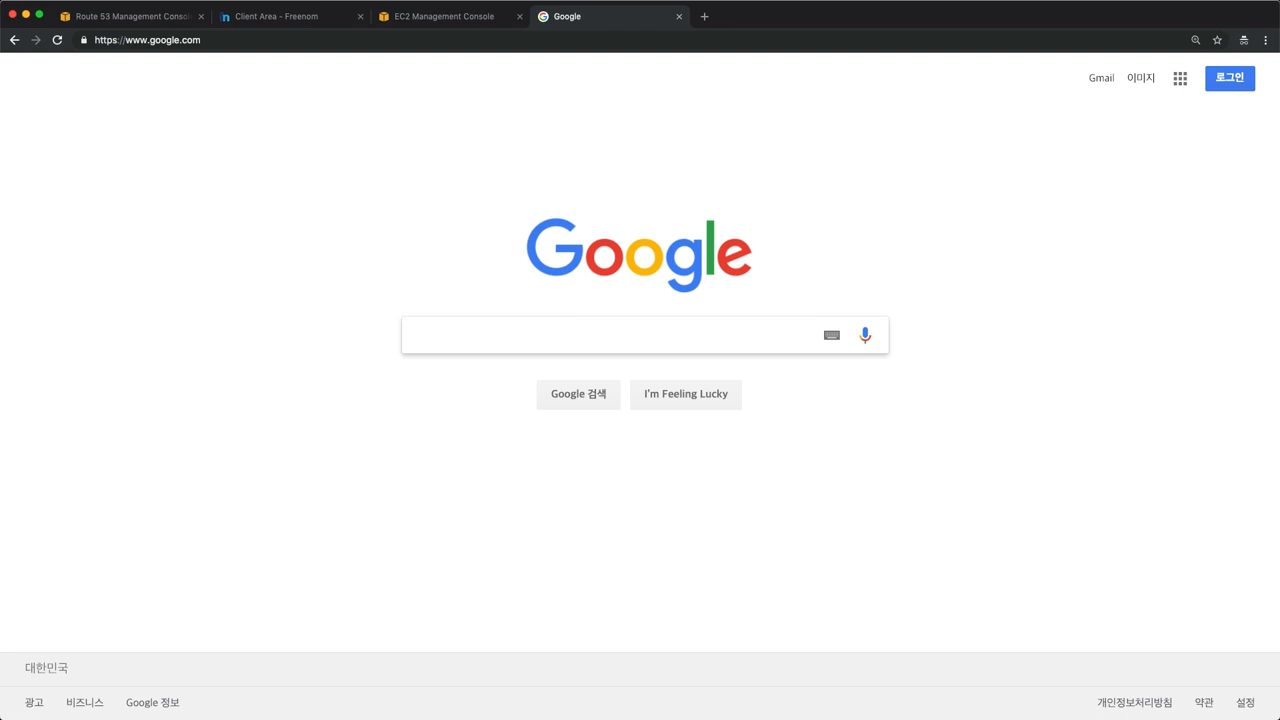 Route 53 Management Consol
Client Area - Freenom
EC2 Management Console
Google
https://www.google.com
Gmail 이미지 로그인
Google
Google 검색 I'm Feeling Lucky
대한민국
광고 비즈니스 Google 정보 개인정보처리방침 약관 설정